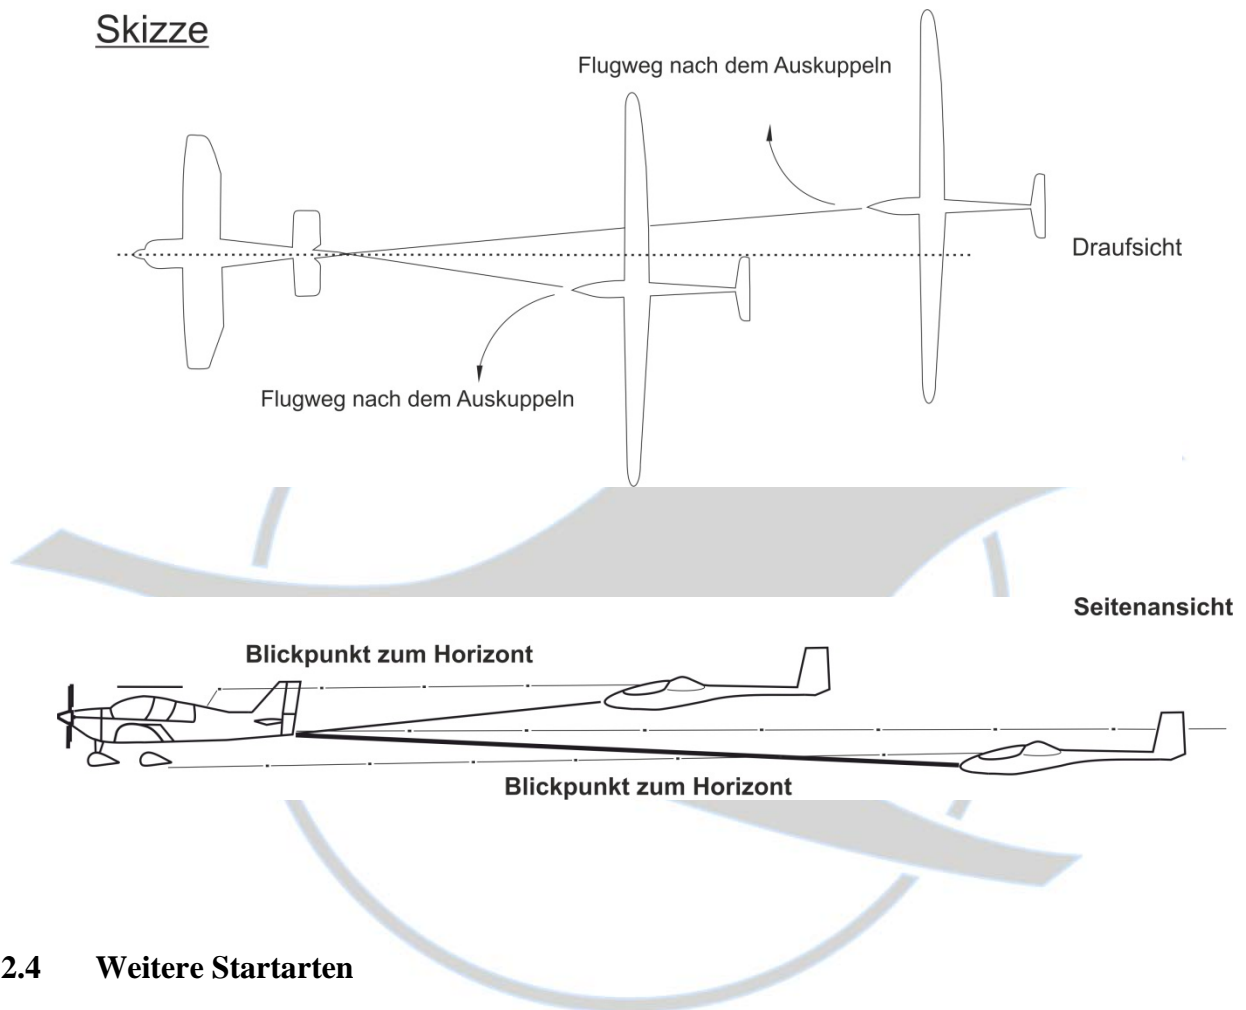 Skizze
Flugweg nach dem Auskuppeln
Draufsicht
Flugweg nach dem Auskuppeln
Seitenansicht
Blickpunkt zum Horizont
Blickpunkt zum Horizont
2.4 Weitere Startarten